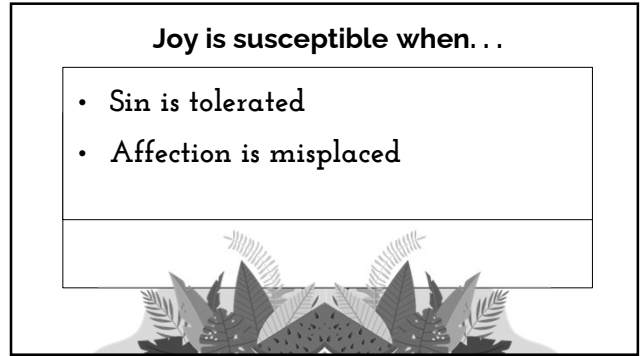 Joy is susceptible when. . .
• Sin is tolerated
• Affection is misplaced